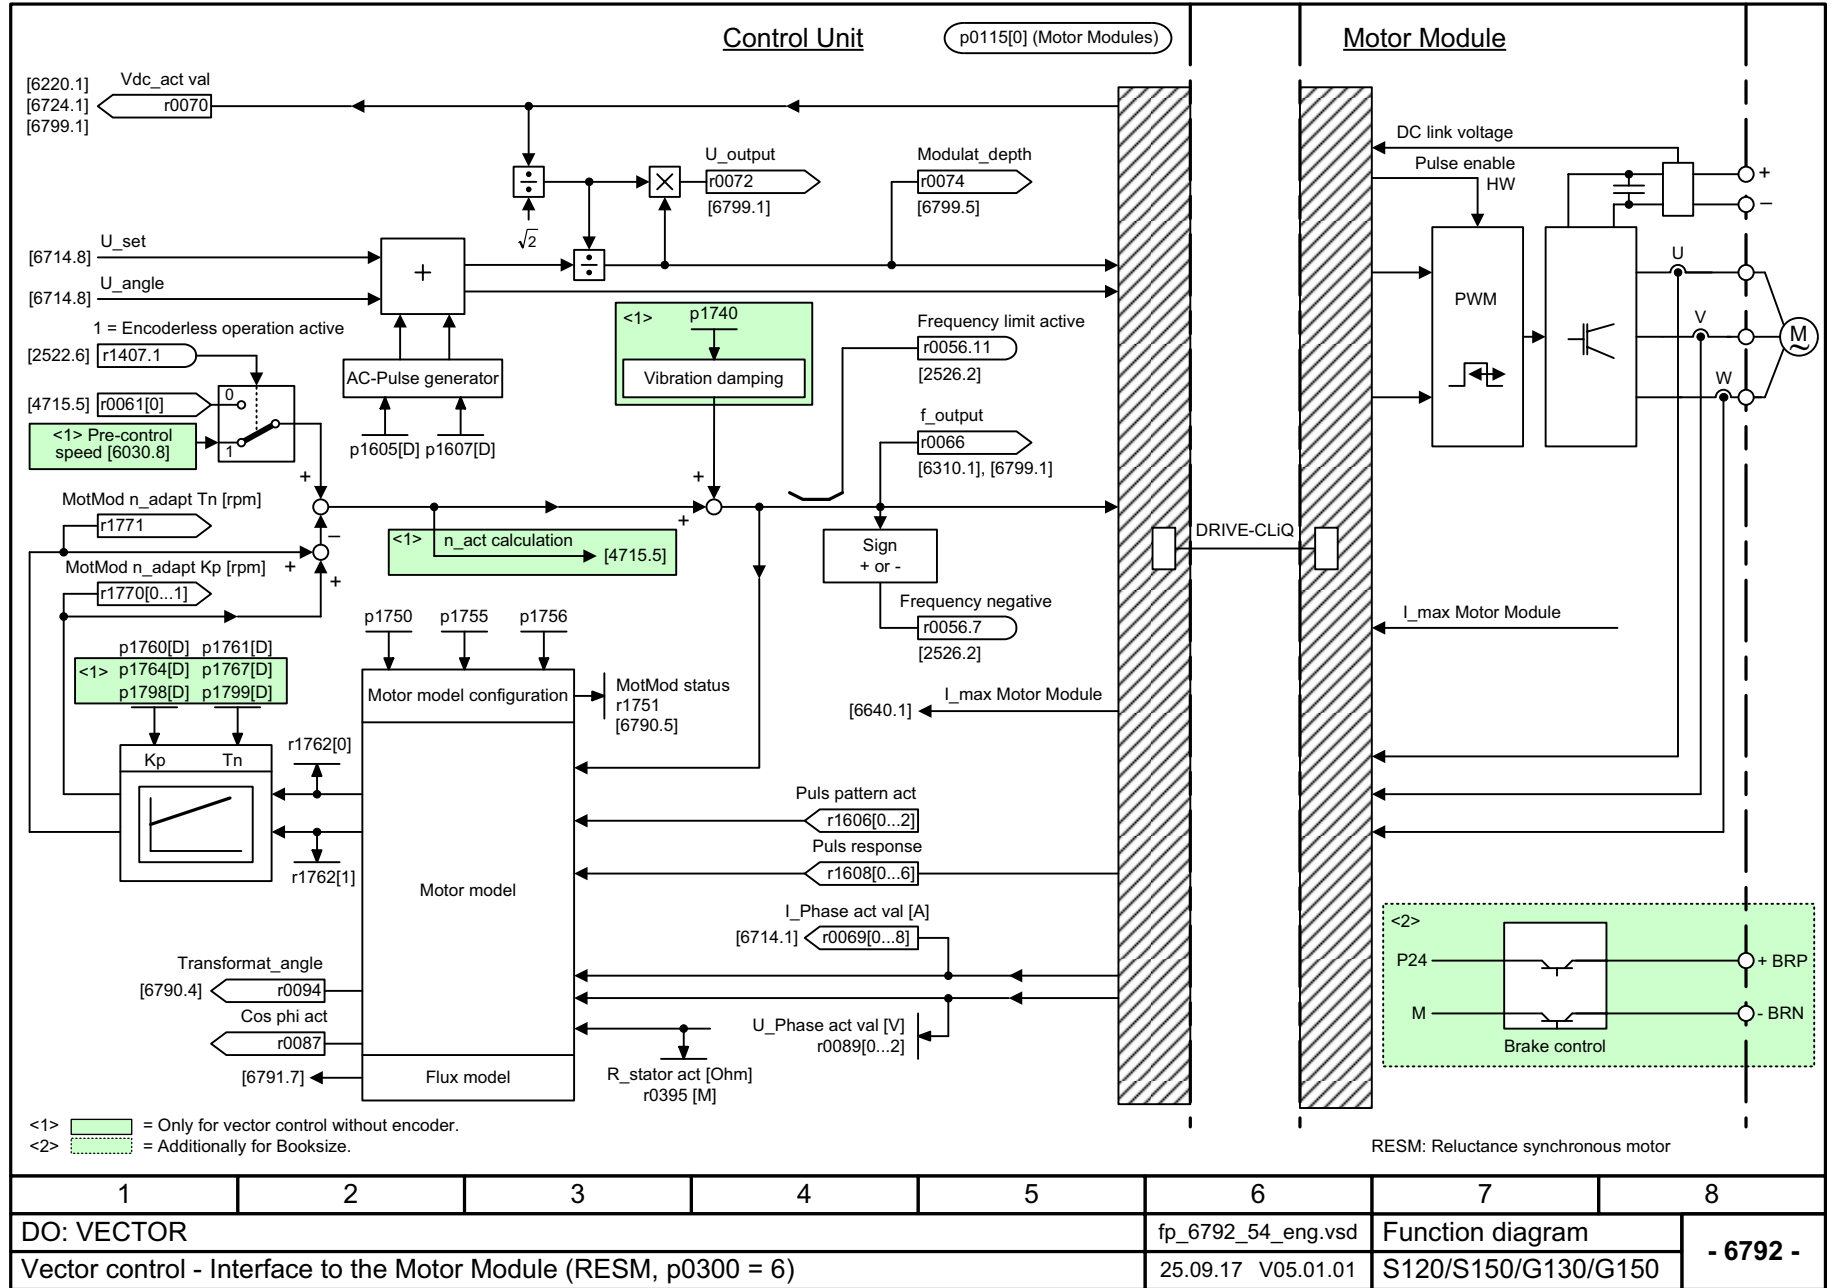 Control Unit
p0115[0] (Motor Modules)
Motor Module
[6220.1]
[6724.1]
[6799.1]
Vdc_act val
r0070
÷
√2
÷
×
U_output
r0072
[6799.1]
Modulat_depth
r0074
[6799.5]
DC link voltage
Pulse enable
HW
+
–
U_set
[6714.8]
U_angle
[6714.8]
+
PWM
U
V
W
M
~
1 = Encoderless operation active
[2522.6]
r1407.1
[4715.5]
r0061[0]
0
1
<1> Pre-control
speed [6030.8]
AC-Pulse generator
p1605[D]
p1607[D]
<1>
p1740
Vibration damping
Frequency limit active
r0056.11
[2526.2]
f_output
r0066
[6310.1], [6799.1]
+
+
+
MotMod n_adapt Tn [rpm]
r1771
–
+
+
MotMod n_adapt Kp [rpm]
r1770[0...1]
<1>
n_act calculation
[4715.5]
Sign
+ or -
Frequency negative
r0056.7
[2526.2]
DRIVE-CLiQ
I_max Motor Module
p1750
p1755
p1756
p1760[D] p1761[D]
<1> p1764[D] p1767[D]
p1798[D] p1799[D]
Motor model configuration
MotMod status
r1751
[6790.5]
I_max Motor Module
[6640.1]
Kp
Tn
r1762[0]
r1762[1]
Motor model
Puls pattern act
r1606[0...2]
Puls response
r1608[0...6]
I_Phase act val [A]
[6714.1]
r0069[0...8]
Transformat_angle
[6790.4]
r0094
Cos phi act
r0087
U_Phase act val [V]
r0089[0...2]
[6791.7]
Flux model
R_stator act [Ohm]
r0395 [M]
<2>
P24
+ BRP
M
- BRN
Brake control
<1> = Only for vector control without encoder.
<2> = Additionally for Booksize.
RESM: Reluctance synchronous motor
1 2 3 4 5 6 7 8
DO: VECTOR
fp_6792_54_eng.vsd
Function diagram
- 6792 -
Vector control - Interface to the Motor Module (RESM, p0300 = 6)
25.09.17 V05.01.01
S120/S150/G130/G150